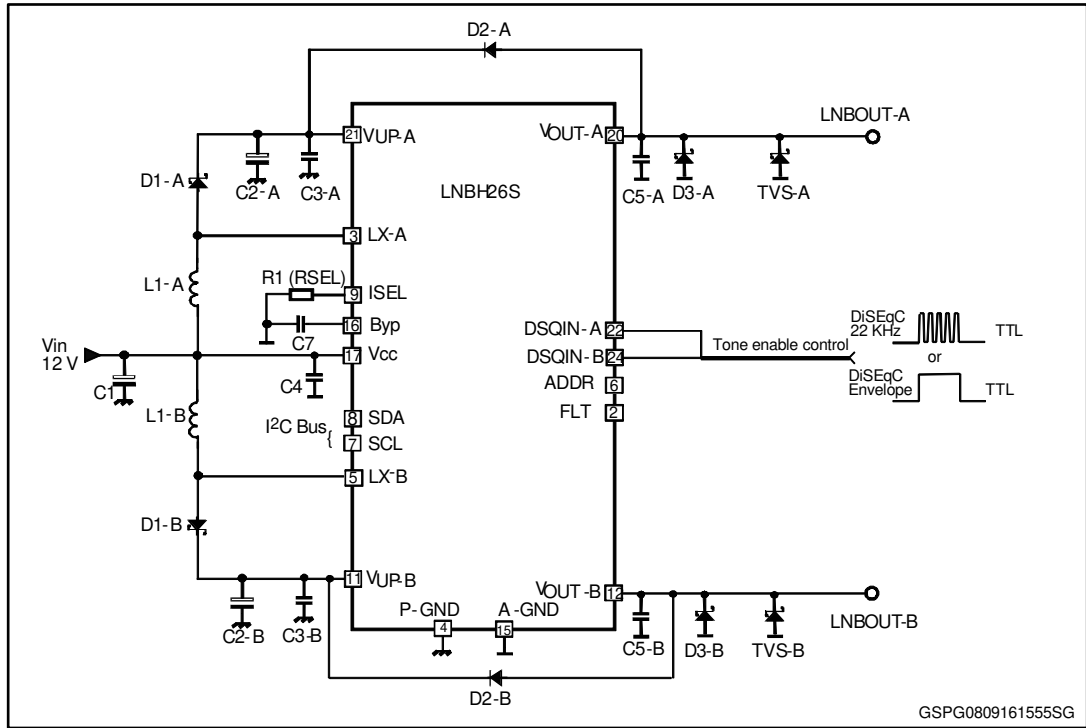 D2-A
LNBOUT-A
21
VUP-A
VOUT-A
20
D1-A
C2-A
C3-A
LNBH26S
C5-A
D3-A
TVS-A
3
LX-A
L1-A
R1 (RSEL)
9
ISEL
16
Byp
C7
DSQIN-A
22
DiSEqC
22 KHz
TTL
Vin
12 V
17
Vcc
DSQIN-B
24
Tone enable control
or
C1
C4
ADDR
6
DiSEqC
Envelope
TTL
L1-B
I²C Bus {
8
SDA
FLT
2
7
SCL
5
LX-B
D1-B
11
VUP-B
VOUT-B
12
LNBOUT-B
P-GND
A-GND
4
15
C2-B
C3-B
C5-B
D3-B
TVS-B
D2-B
GSPG0809161555SG